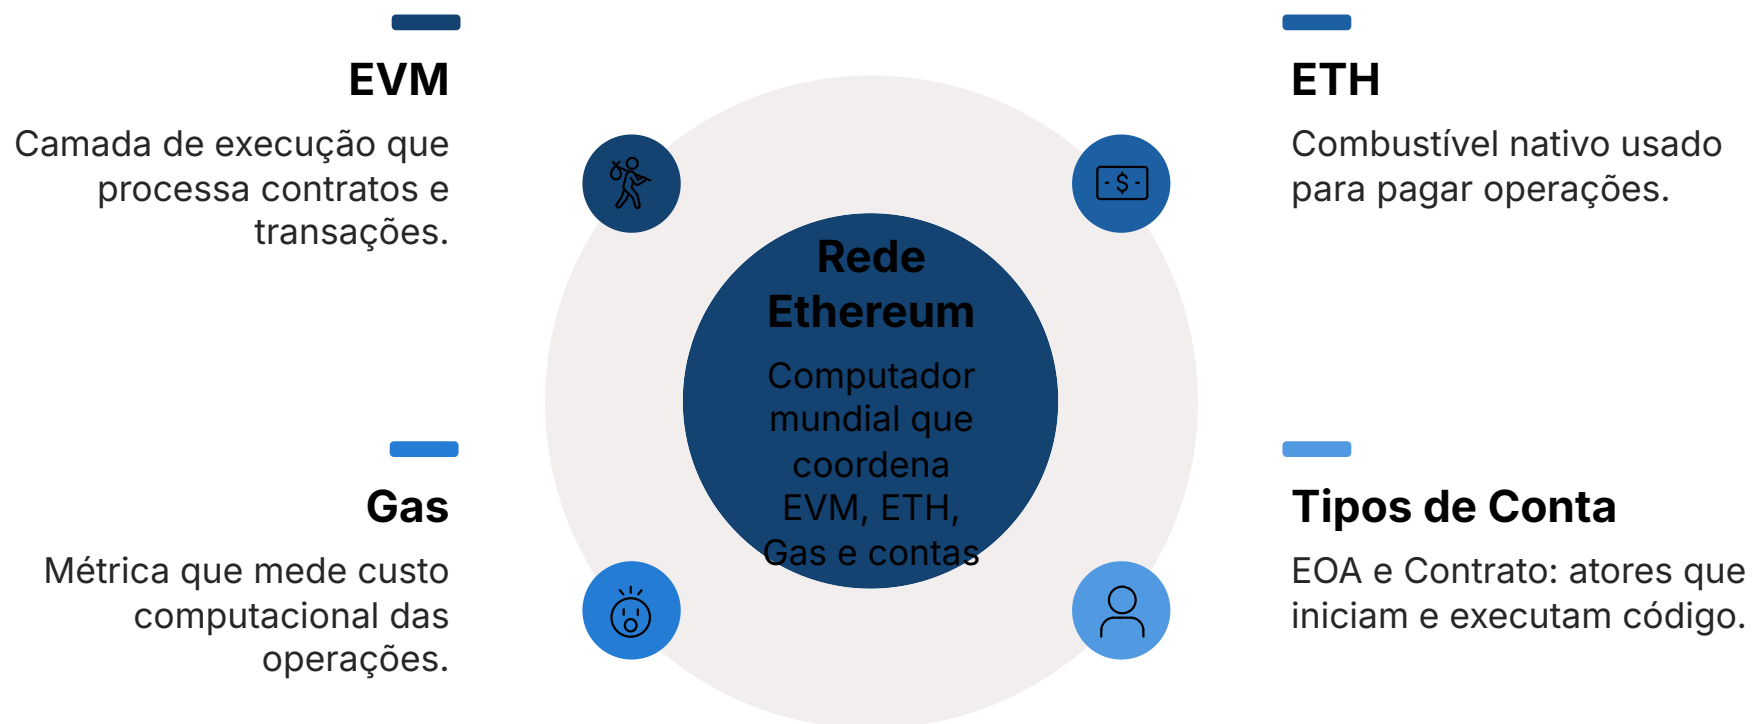 EVM
Camada de execução que
processa contratos e
transações.
ETH
Combustível nativo usado
para pagar operações.
Rede
Ethereum
Computador
mundial que
coordena
EVM, ETH,
Gas e contas
Gas
Métrica que mede custo
computacional das
operações.
Tipos de Conta
EOA e Contrato: atores que
iniciam e executam código.
$